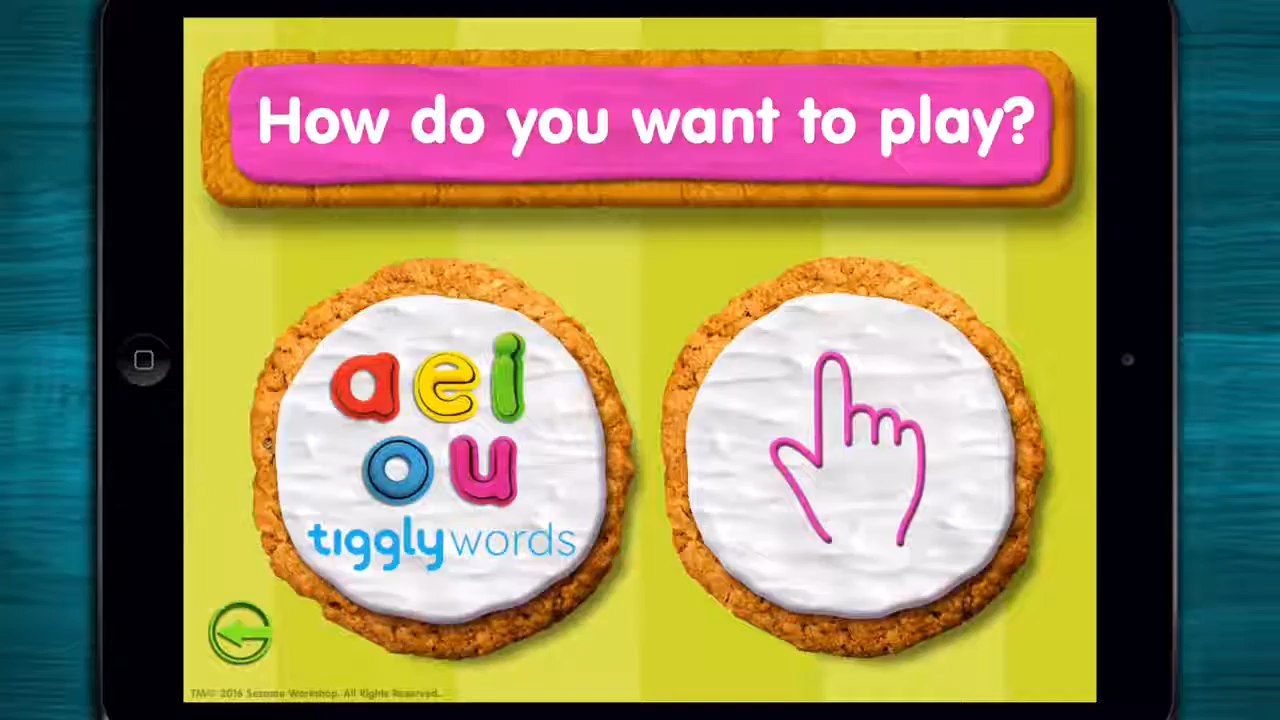 How do you want to play?
aei
ou
tigglywords
TM© 2016 Sesame Workshop. All Rights Reserved.